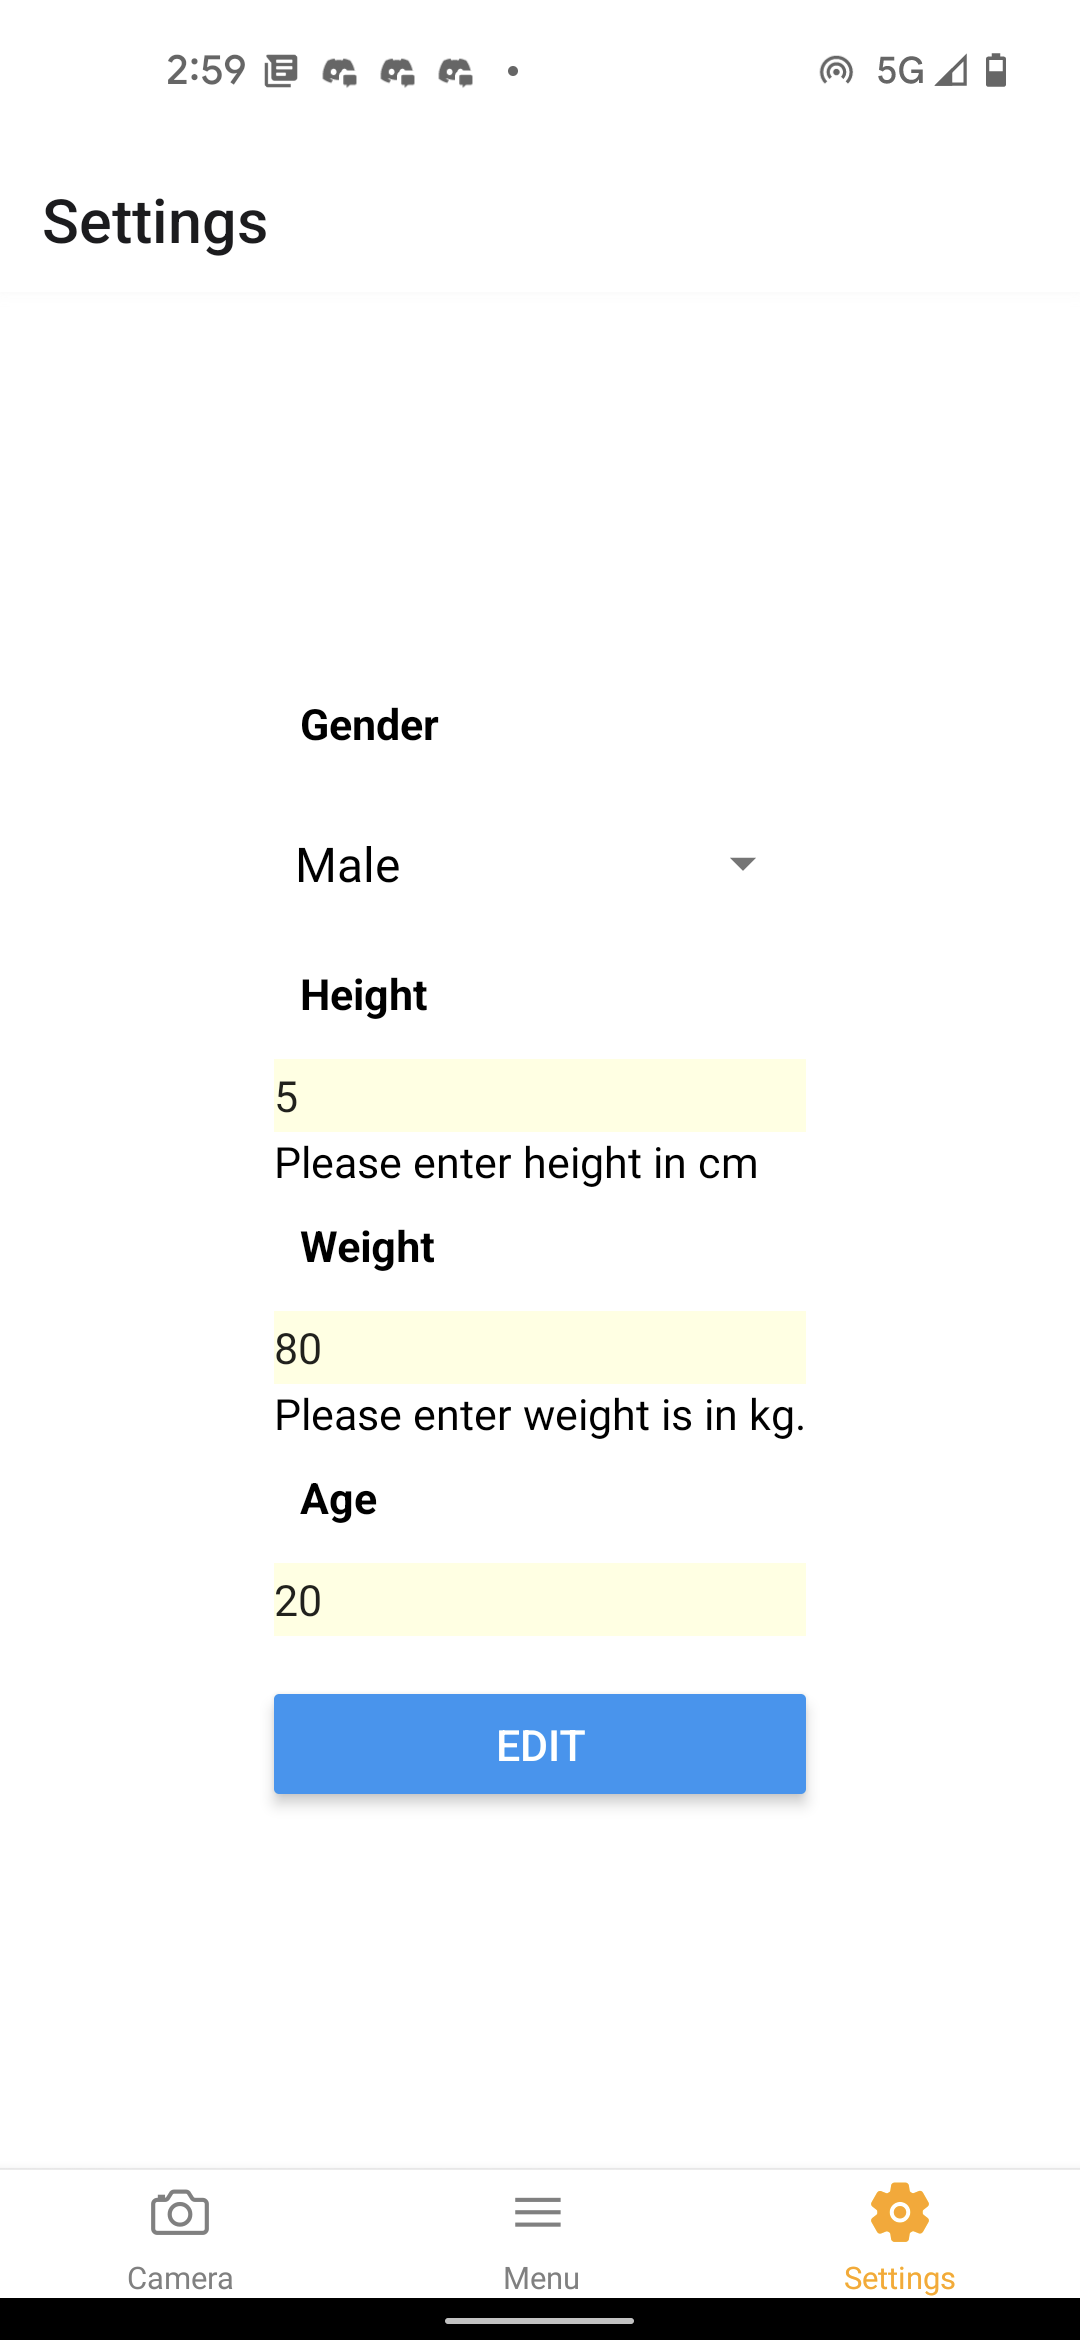 2:59
5G
Settings
Gender
Male
Height
5
Please enter height in cm
Weight
80
Please enter weight is in kg.
Age
20
EDIT
Camera
Menu
Settings